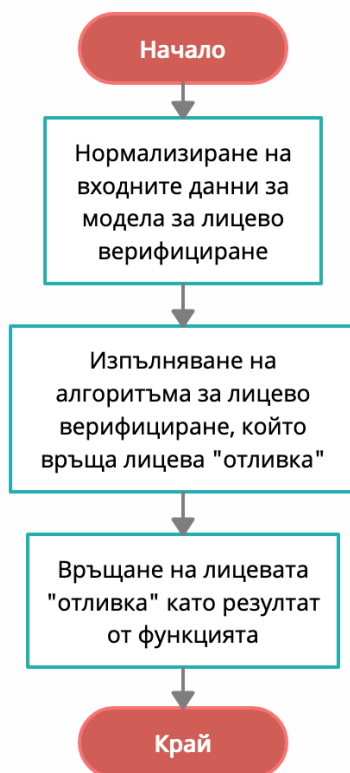 Начало
Нормализиране на
входните данни за
модела за лицево
верифициране
Изпълняване на
алгоритъма за лицево
верифициране, който
връща лицева "отливка"
Връщане на лицевата
"отливка" като резултат
от функцията
Край